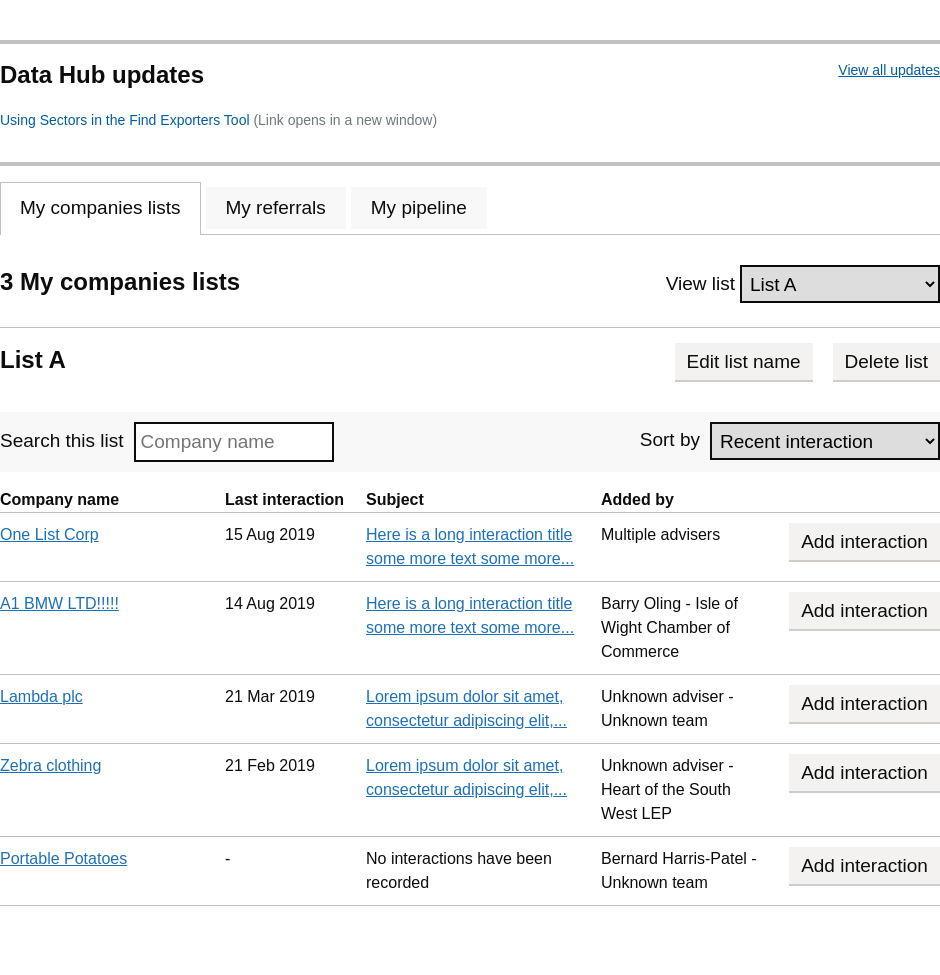 Data Hub updates
View all updates
Using Sectors in the Find Exporters Tool (Link opens in a new window)
My companies lists
My referrals
My pipeline
3 My companies lists
View list
List A
List A
Edit list name
Delete list
Search this list
Company name
Sort by
Recent interaction
Company name
Last interaction
Subject
Added by
One List Corp
15 Aug 2019
Here is a long interaction title
some more text some more...
Multiple advisers
Add interaction
A1 BMW LTD!!!!!
14 Aug 2019
Here is a long interaction title
some more text some more...
Barry Oling - Isle of
Wight Chamber of
Commerce
Add interaction
Lambda plc
21 Mar 2019
Lorem ipsum dolor sit amet,
consectetur adipiscing elit,...
Unknown adviser -
Unknown team
Add interaction
Zebra clothing
21 Feb 2019
Lorem ipsum dolor sit amet,
consectetur adipiscing elit,...
Unknown adviser -
Heart of the South
West LEP
Add interaction
Portable Potatoes
-
No interactions have been
recorded
Bernard Harris-Patel -
Unknown team
Add interaction